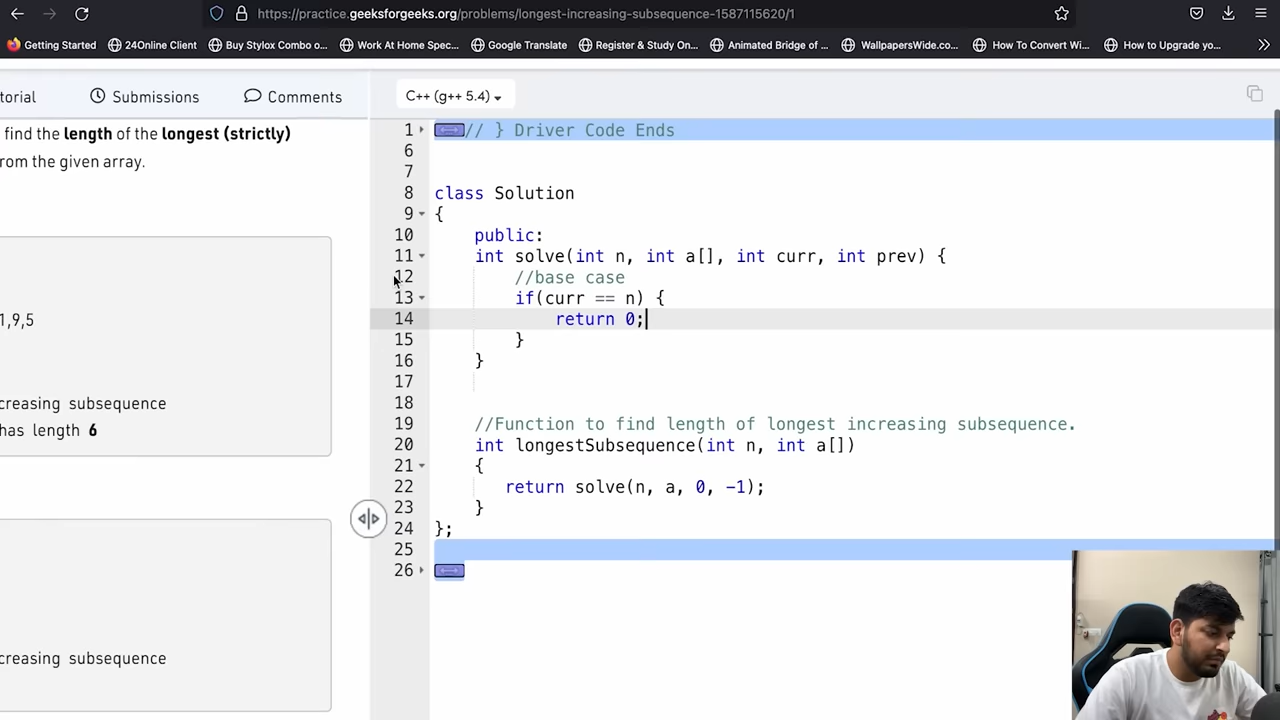 https://practice.geeksforgeeks.org/problems/longest-increasing-subsequence-1587115620/1
Getting Started 24Online Client Buy Stylox Combo o... Work At Home Spec... Google Translate Register & Study On... Animated Bridge of ... WallpapersWide.co... How To Convert Wi... How to Upgrade yo...
torial Submissions Comments
C++ (g++ 5.4)
find the length of the longest (strictly)
rom the given array.
1,9,5
creasing subsequence
has length 6
creasing subsequence
1 // } Driver Code Ends
6
7
8 class Solution
9 {
10 public:
11 int solve(int n, int a[], int curr, int prev) {
12 //base case
13 if(curr == n) {
14 return 0;
15 }
16 }
17
18
19 //Function to find length of longest increasing subsequence.
20 int longestSubsequence(int n, int a[])
21 {
22 return solve(n, a, 0, -1);
23 }
24 };
25
26